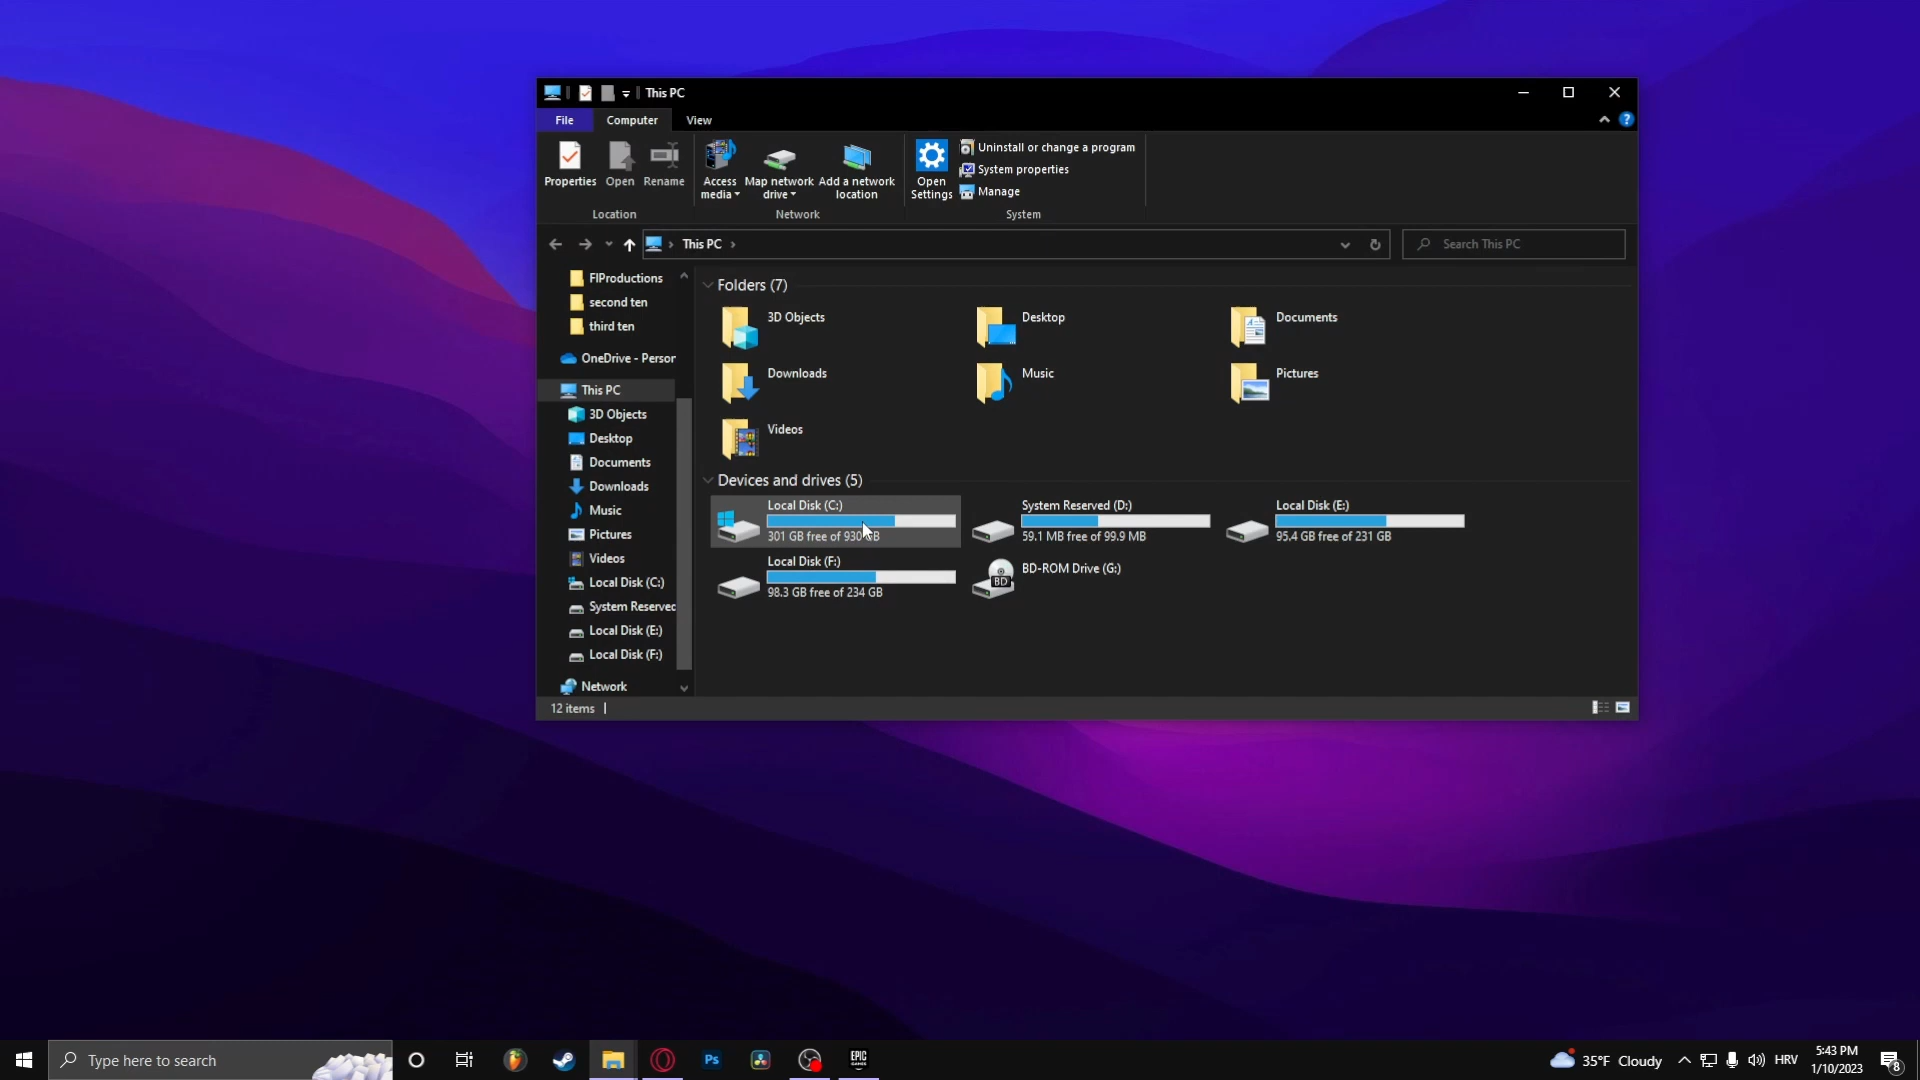 This PC
File Computer View
Properties Open Rename Access media Map network drive Add a network location Open Settings Uninstall or change a program
System properties
Manage
Location Network System
This PC
Search This PC
FIProductions
second ten
third ten
OneDrive - Person
This PC
3D Objects
Desktop
Documents
Downloads
Music
Pictures
Videos
Local Disk (C:)
System Reserved
Local Disk (E:)
Local Disk (F:)
Network
Folders (7)
3D Objects Desktop Documents
Downloads Music Pictures
Videos
Devices and drives (5)
Local Disk (C:)
301 GB free of 930 GB
System Reserved (D:)
59.1 MB free of 99.9 MB
Local Disk (E:)
95.4 GB free of 231 GB
Local Disk (F:)
98.3 GB free of 234 GB
BD-ROM Drive (G:)
BD
12 items
Type here to search
Ps
EPIC
GAMES
35°F Cloudy
HRV
5:43 PM
1/10/2023
8